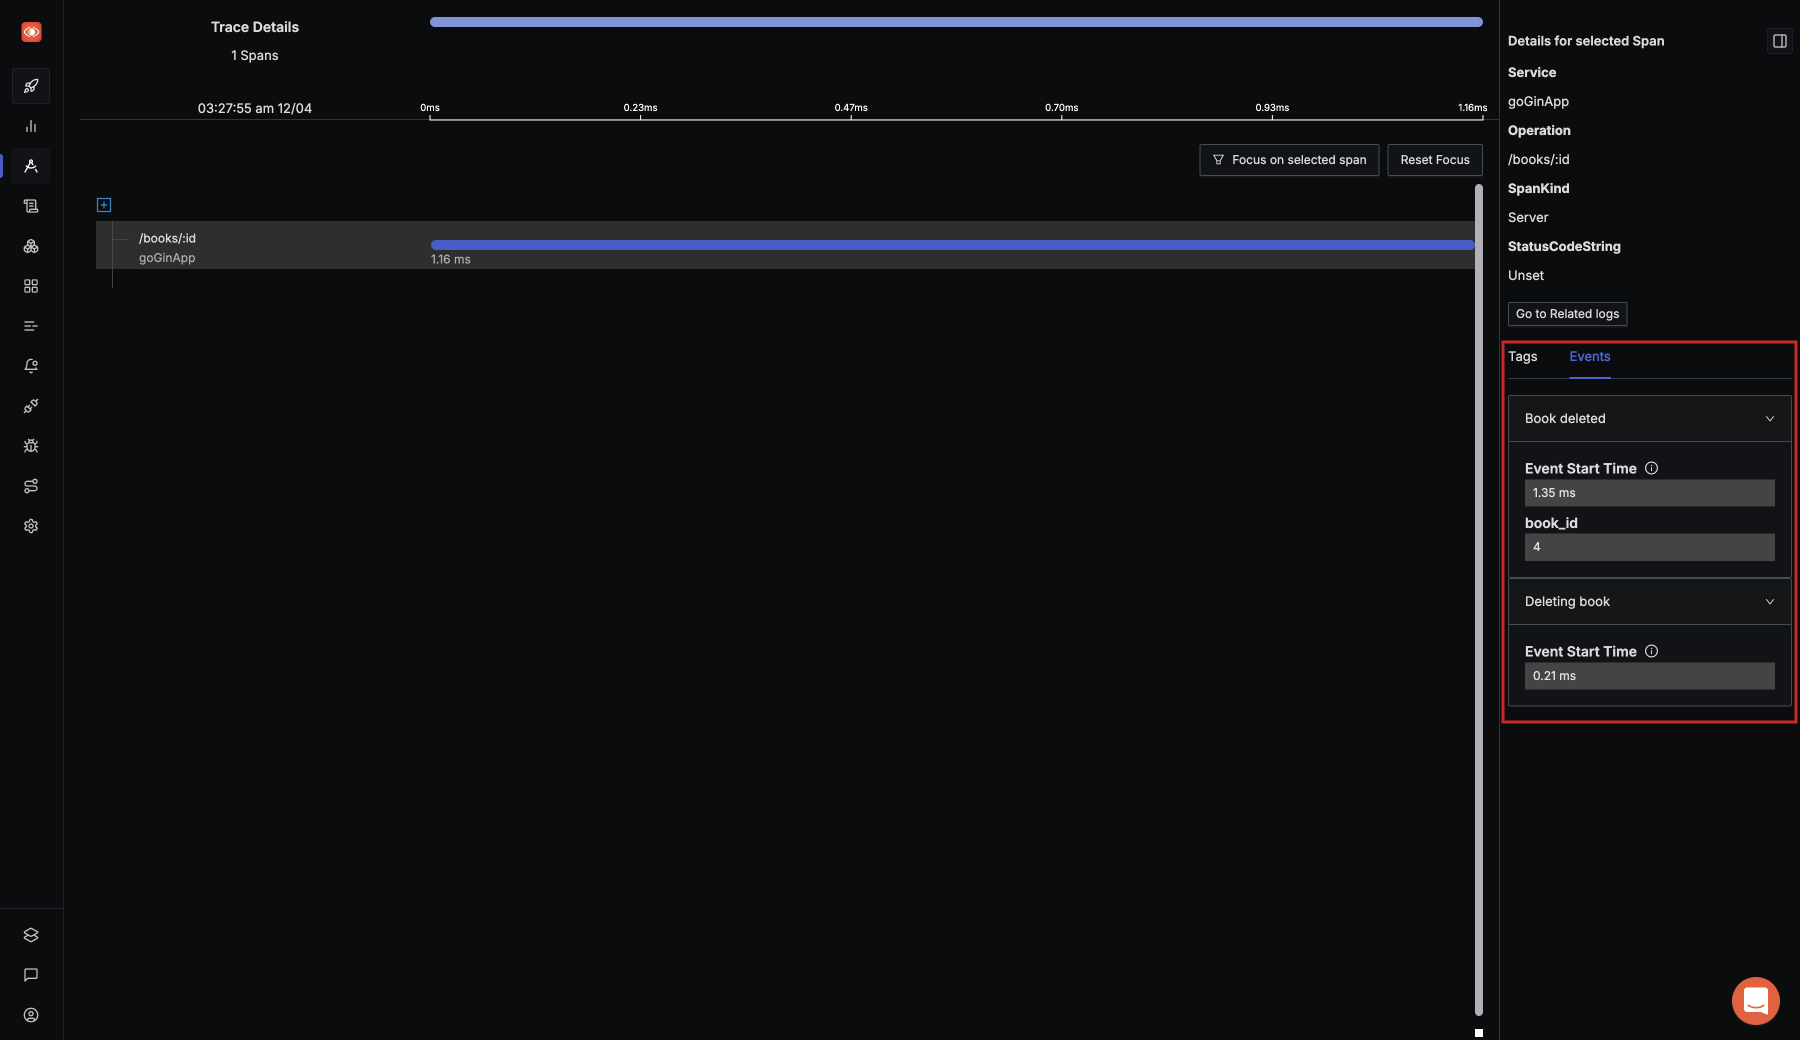 Trace Details
1 Spans
03:27:55 am 12/04
0ms 0.23ms 0.47ms 0.70ms 0.93ms 1.16ms
Focus on selected span
Reset Focus
/books/:id
goGinApp
1.16 ms
Details for selected Span
Service
goGinApp
Operation
/books/:id
SpanKind
Server
StatusCodeString
Unset
Go to Related logs
Tags Events
Book deleted
Event Start Time
1.35 ms
book_id
4
Deleting book
Event Start Time
0.21 ms